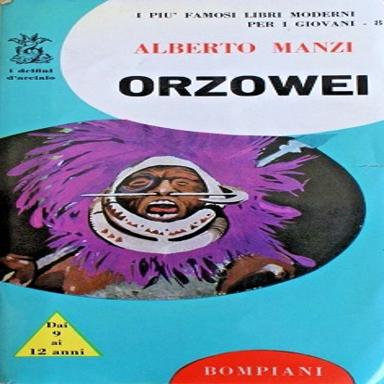 I PIU' FAMOSI LIBRI MODERNI
PER I GIOVANI - 8
ALBERTO MANZI
i delfini
d'acciaio
ORZOWEI
Dai
9
ai
12 anni
BOMPIANI